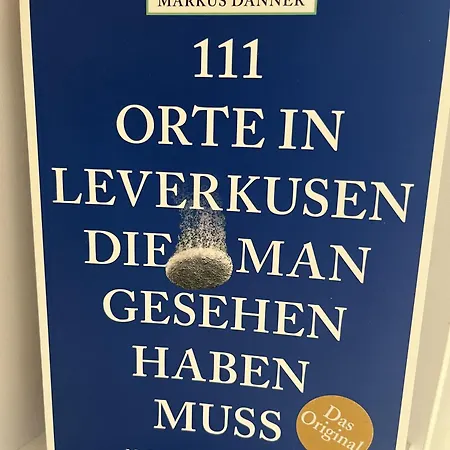 MARKUS DANNER
111
ORTE IN
LEVERKUSEN
DIE MAN
GESEHEN
HABEN
MUSS
Das
Original